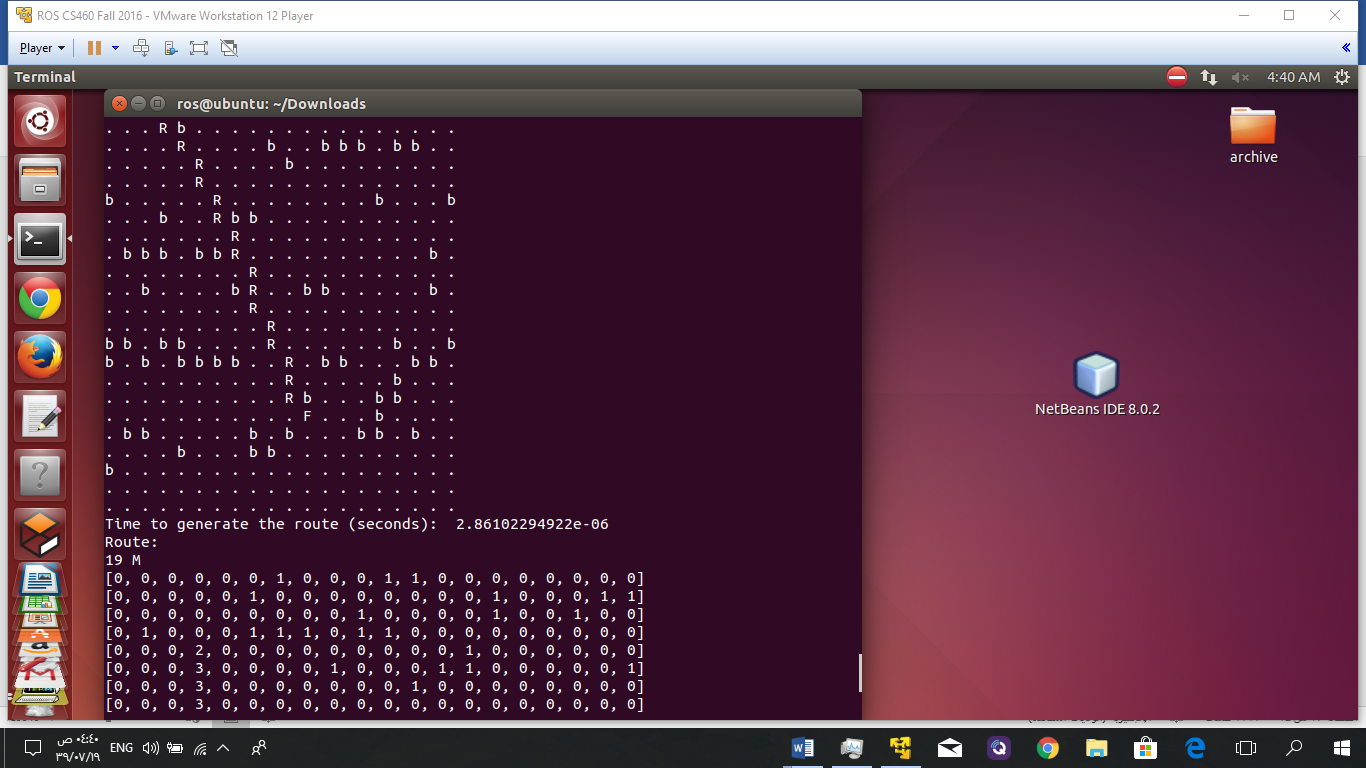 ROS CS460 Fall 2016 - VMware Workstation 12 Player
Player
Terminal
4:40 AM
ros@ubuntu: ~/Downloads
. . . R b . . . . . . . . . . . . . . .
. . . . R . . . . b . . b b b . b b . .
. . . . . R . . . . b . . . . . . . . .
. . . . . R . . . . . . . . . . . . . .
b . . . . . R . . . . . . . . b . . . b
. . . b . . R b b . . . . . . . . . . .
. . . . . . . R . . . . . . . . . . . .
. b b b . b b R . . . . . . . . . . b .
. . . . . . . . R . . . . . . . . . . .
. . b . . . . b R . . b b . . . . . b .
. . . . . . . . R . . . . . . . . . . .
. . . . . . . . . R . . . . . . . . . .
b b . b b . . . . R . . . . . . b . . b
b . b . b b b b . . R . b b . . . b b .
. . . . . . . . . . R . . . . . b . . .
. . . . . . . . . . R b . . . b b . . .
. . . . . . . . . . . F . . . b . . . .
. b b . . . . . b . b . . . b b . b . .
. . . . b . . . b b . . . . . . . . . .
b . . . . . . . . . . . . . . . . . . .
. . . . . . . . . . . . . . . . . . . .
. . . . . . . . . . . . . . . . . . . .
Time to generate the route (seconds):  2.86102294922e-06
Route:
19 M
[0, 0, 0, 0, 0, 0, 1, 0, 0, 0, 1, 1, 0, 0, 0, 0, 0, 0, 0, 0]
[0, 0, 0, 0, 0, 1, 0, 0, 0, 0, 0, 0, 0, 0, 1, 0, 0, 0, 1, 1]
[0, 0, 0, 0, 0, 0, 0, 0, 0, 1, 0, 0, 0, 0, 1, 0, 0, 1, 0, 0]
[0, 1, 0, 0, 0, 1, 1, 1, 0, 1, 1, 0, 0, 0, 0, 0, 0, 0, 0, 0]
[0, 0, 0, 2, 0, 0, 0, 0, 0, 0, 0, 0, 0, 1, 0, 0, 0, 0, 0, 0]
[0, 0, 0, 3, 0, 0, 0, 0, 1, 0, 0, 0, 1, 1, 0, 0, 0, 0, 0, 1]
[0, 0, 0, 3, 0, 0, 0, 0, 0, 0, 0, 1, 0, 0, 0, 0, 0, 0, 0, 0]
[0, 0, 0, 3, 0, 0, 0, 0, 0, 0, 0, 0, 0, 0, 0, 0, 0, 0, 0, 0]
archive
NetBeans IDE 8.0.2
٠٤:٤٠ ص
٣٩/٠٧/١٩
ENG